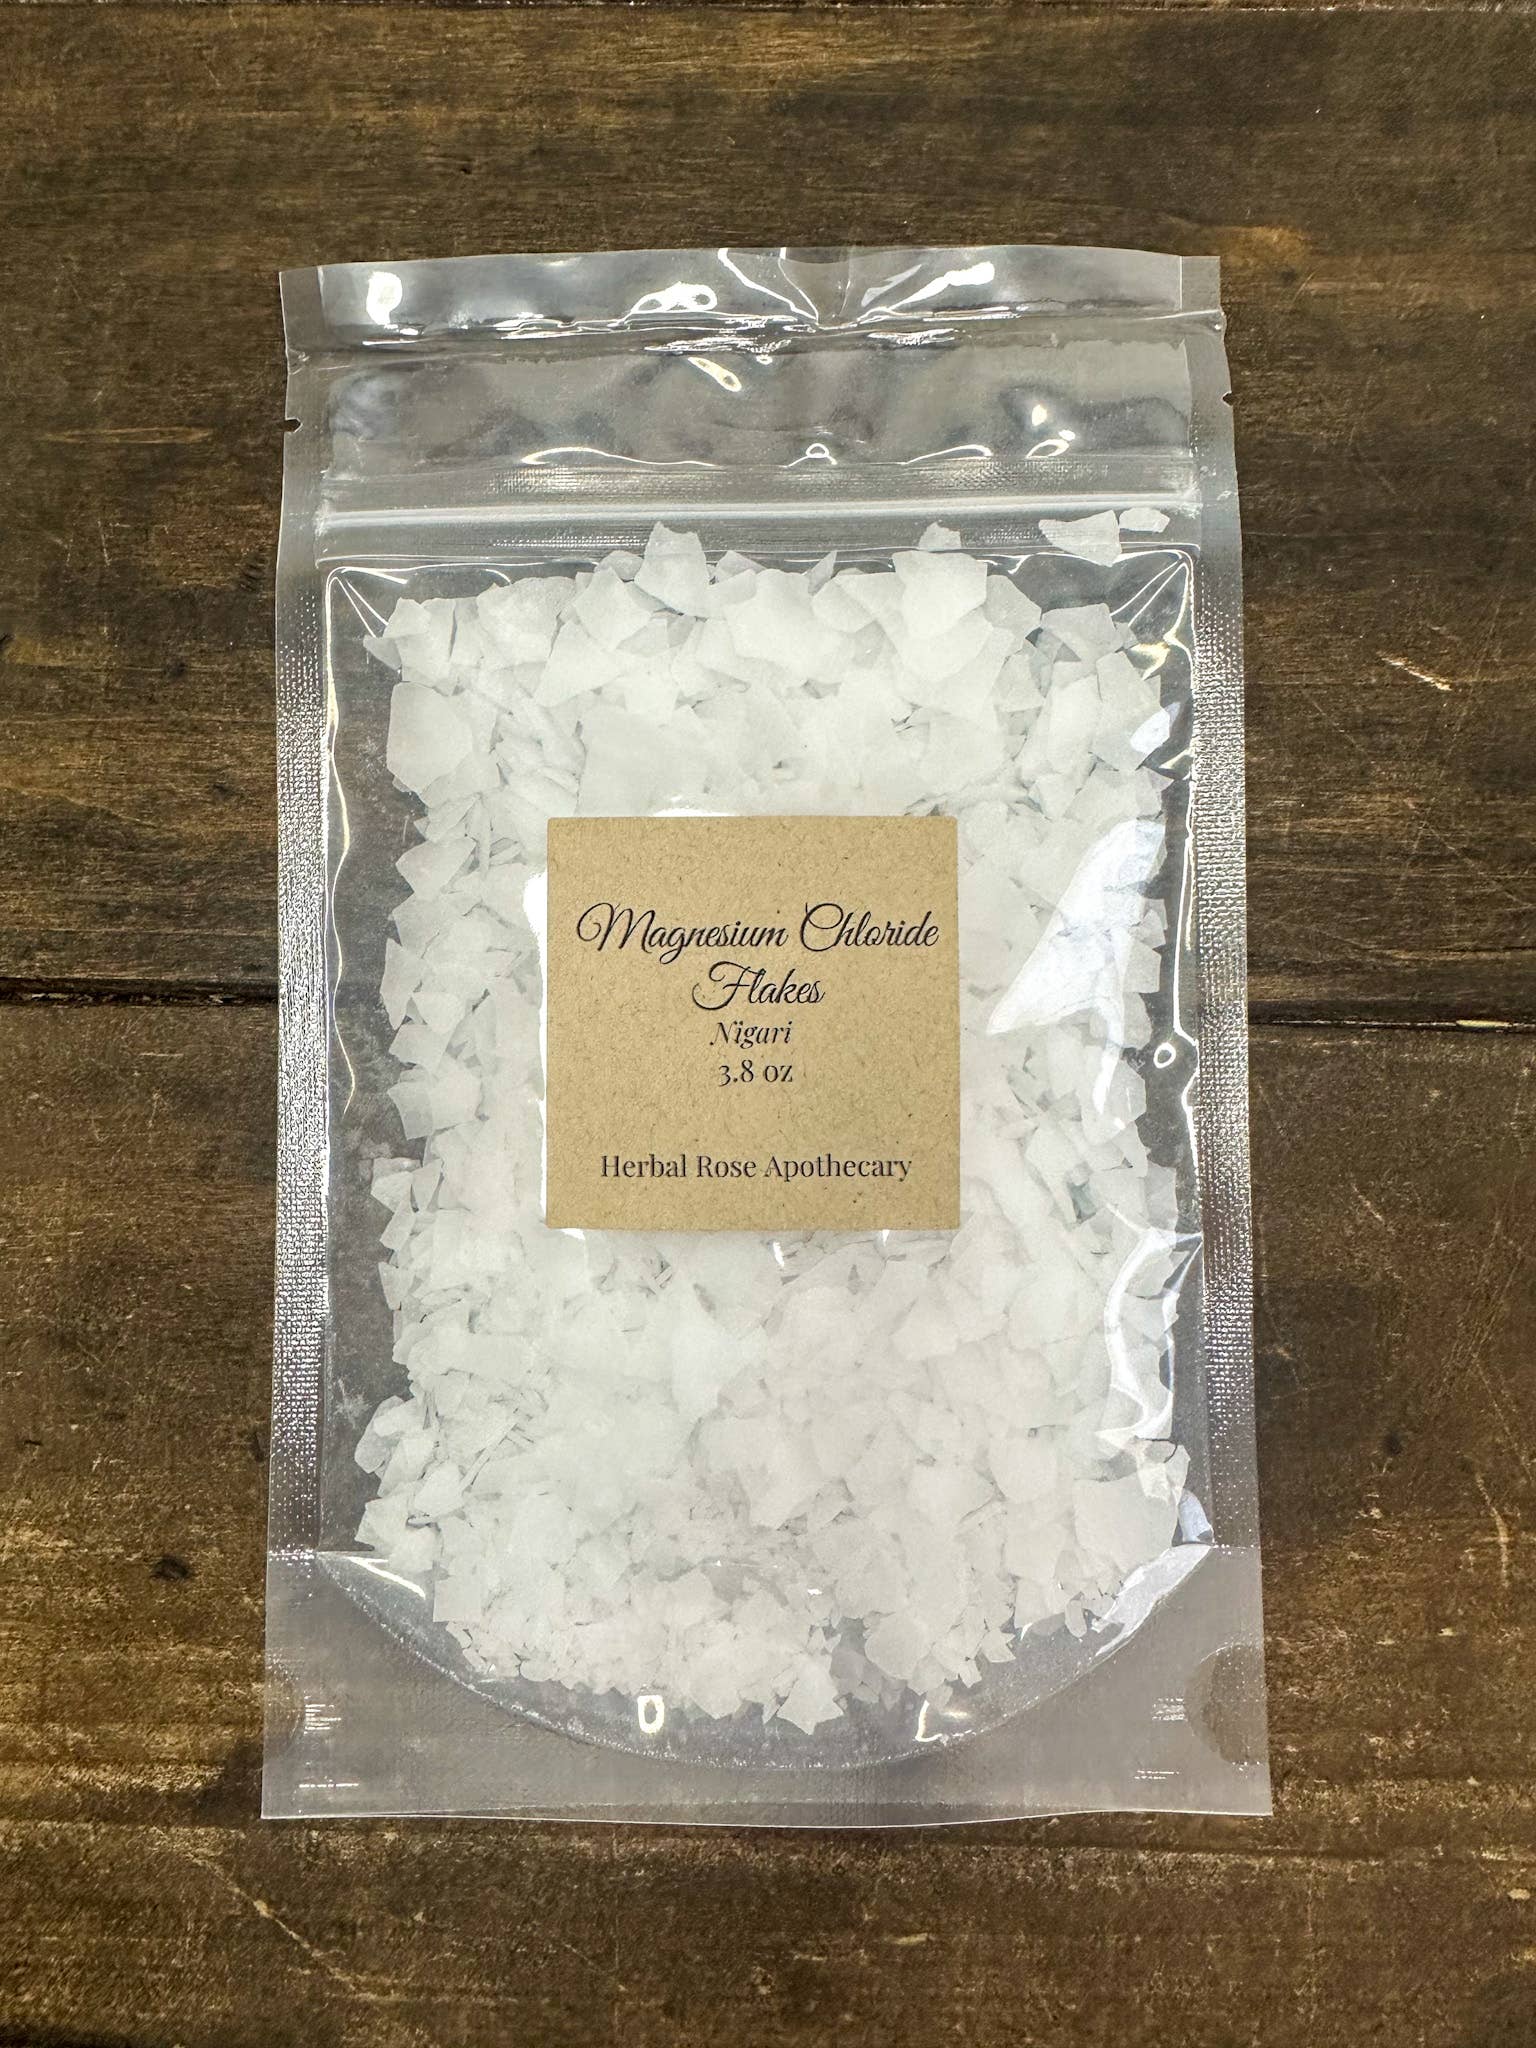 Magnesium Chloride
Flakes
Nigari
3.8 oz
Herbal Rose Apothecary